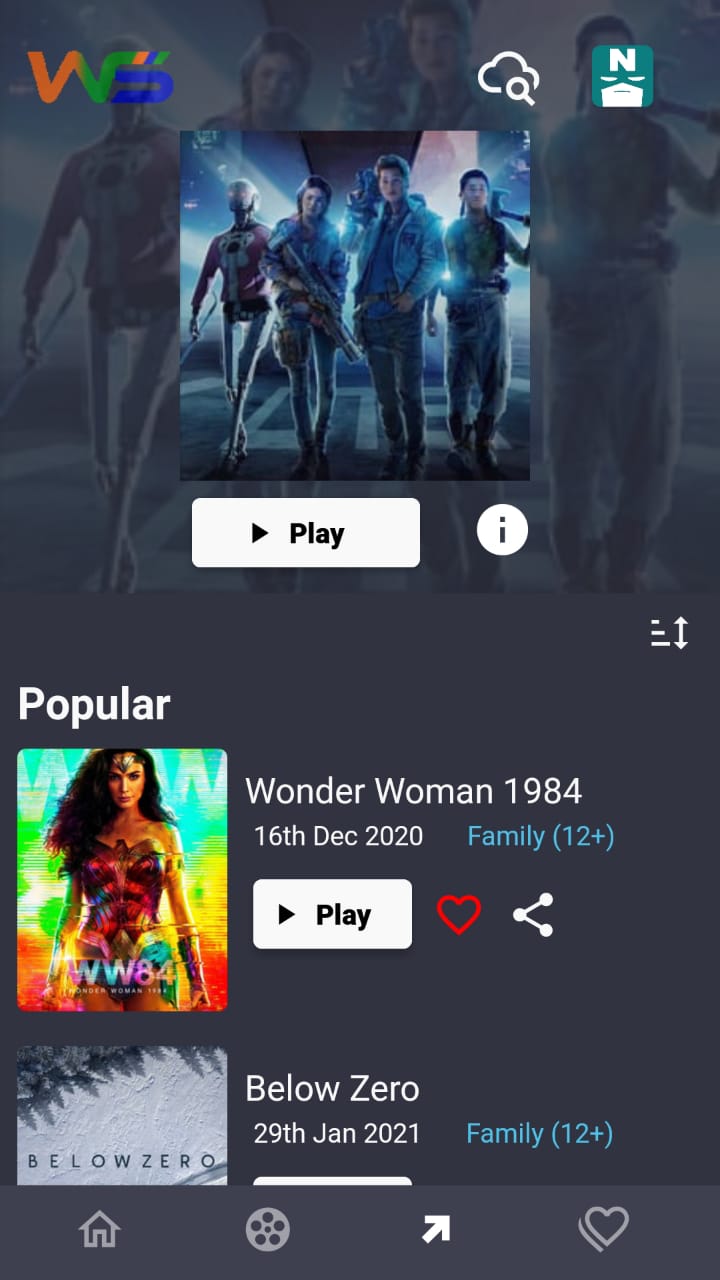 WS
N
Play
i
Popular
Wonder Woman 1984
16th Dec 2020 Family (12+)
Play
WW84
WONDER WOMAN 1984
Below Zero
29th Jan 2021 Family (12+)
BELOWZERO